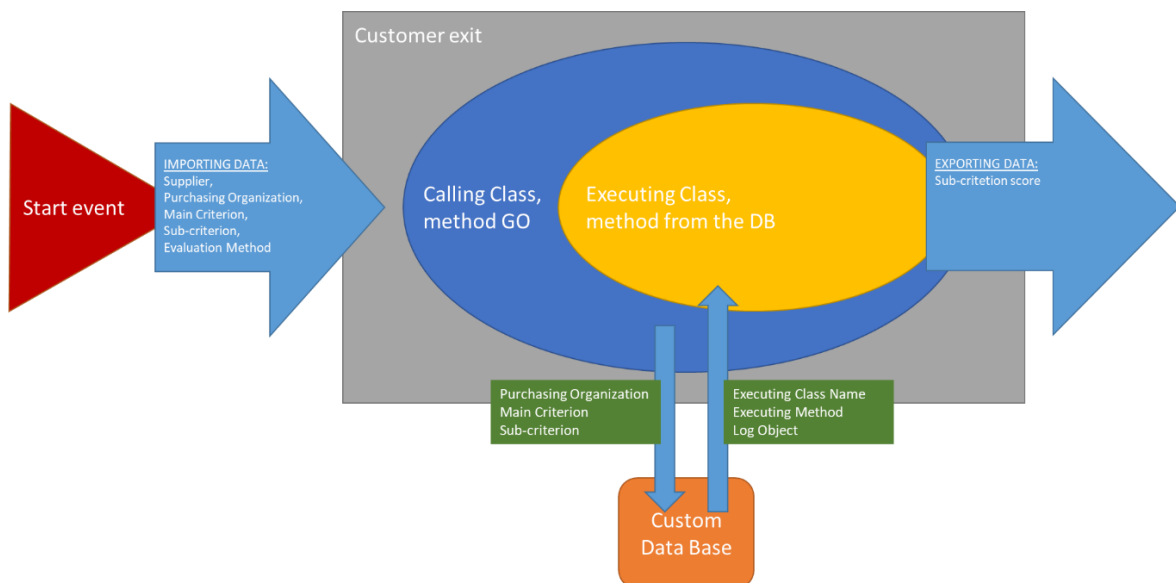 Customer exit
Start event
IMPORTING DATA:
Supplier,
Purchasing Organization,
Main Criterion,
Sub-criterion,
Evaluation Method
Calling Class,
method GO
Executing Class,
method from the DB
EXPORTING DATA:
Sub-critetion score
Purchasing Organization
Main Criterion
Sub-criterion
Executing Class Name
Executing Method
Log Object
Custom
Data Base